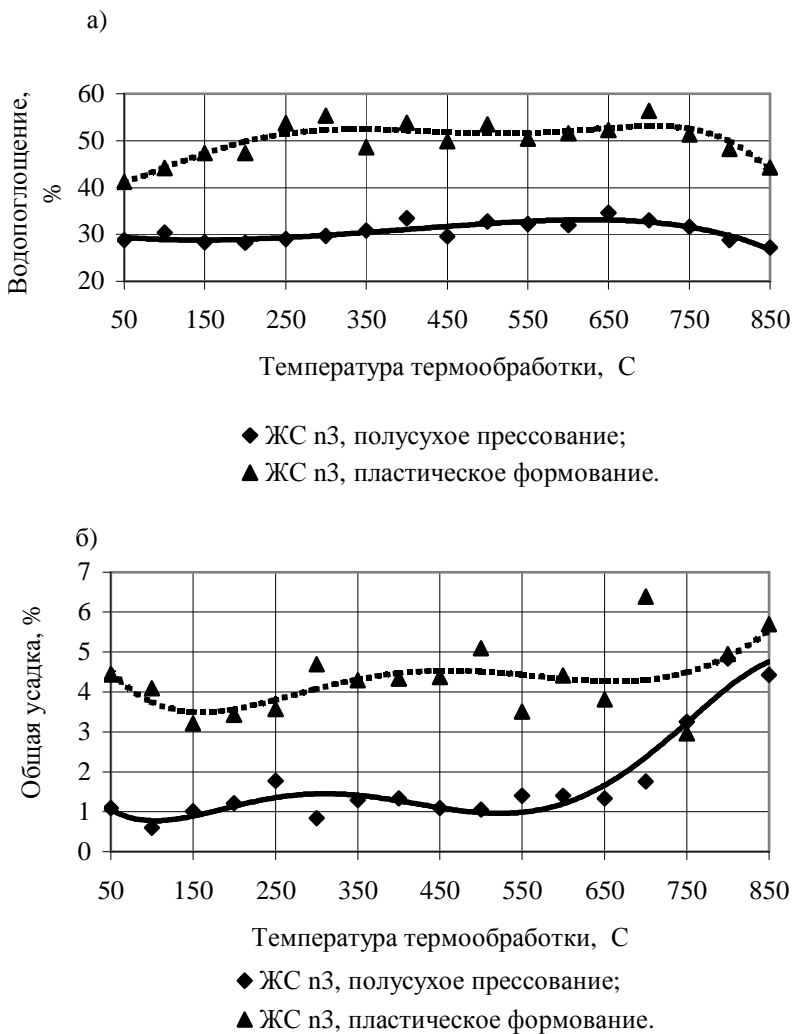 а)
Водопоглощение,
%
60
50
40
30
20
50 150 250 350 450 550 650 750 850
Температура термообработки, С
ЖС n3, полусухое прессование;
ЖС n3, пластическое формование.
б)
Общая усадка, %
7
6
5
4
3
2
1
0
50 150 250 350 450 550 650 750 850
Температура термообработки, С
ЖС n3, полусухое прессование;
ЖС n3, пластическое формование.